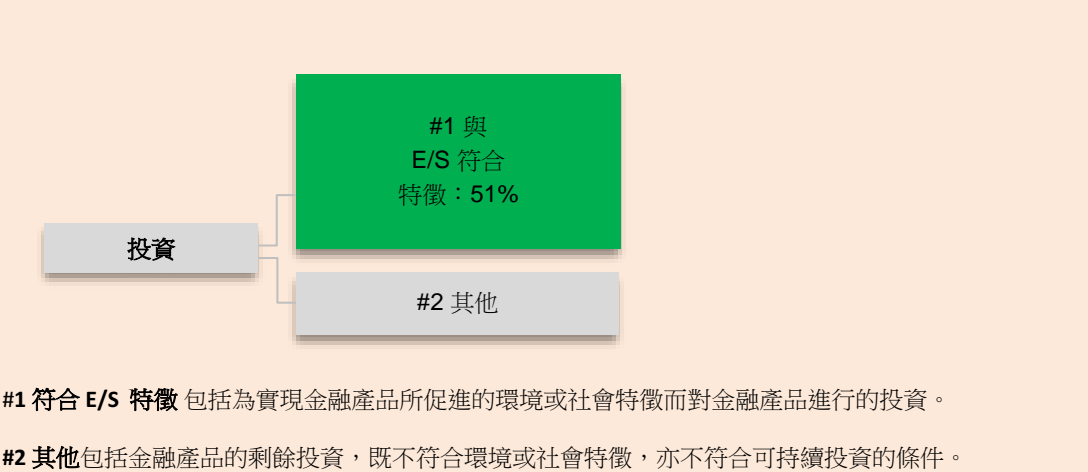 #1 與
E/S 符合
特徵：51%
投資
#2 其他
#1 符合 E/S 特徵 包括為實現金融產品所促進的環境或社會特徵而對金融產品進行的投資。
#2 其他包括金融產品的剩餘投資，既不符合環境或社會特徵，亦不符合可持續投資的條件。